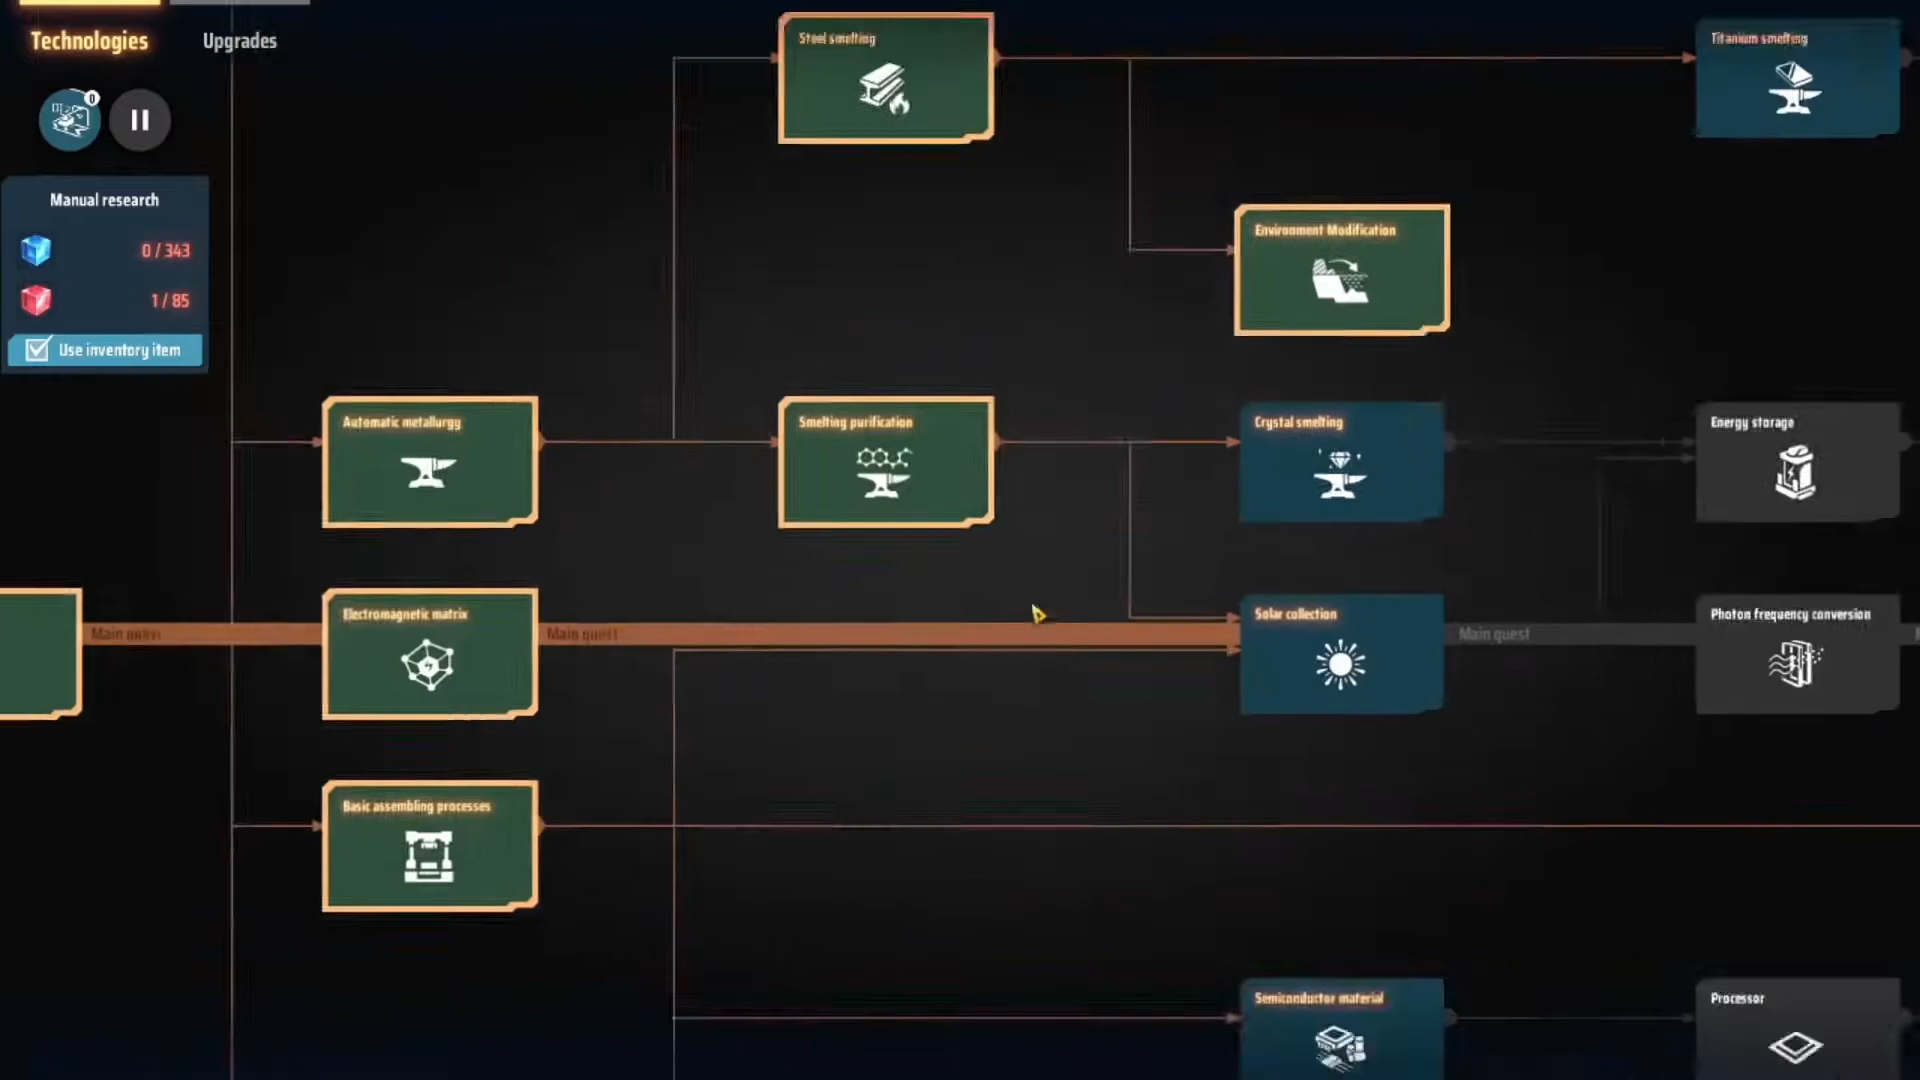 Technologies
Upgrades
0
Manual research
0 / 343
1 / 85
Use inventory item
Steel smelting
Titanium smelting
Environment Modification
Automatic metallurgy
Smelting purification
Crystal smelting
Energy storage
Main quest
Electromagnetic matrix
Main quest
Solar collection
Main quest
Photon frequency conversion
Basic assembling processes
Semiconductor material
Processor